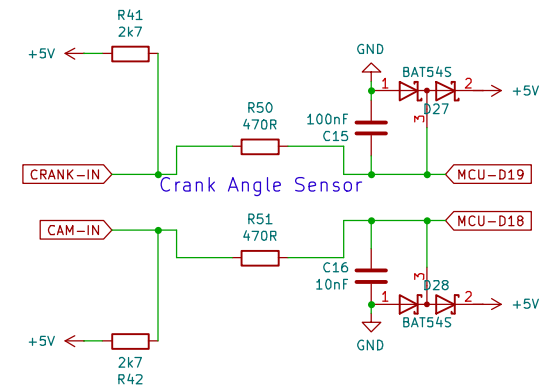 R41
2k7
+5V
GND
BAT54S
1
2
+5V
D27
3
R50
470R
100nF
C15
CRANK-IN
MCU-D19
Crank Angle Sensor
CAM-IN
MCU-D18
R51
470R
C16
10nF
3
D28
1
2
+5V
BAT54S
GND
+5V
2k7
R42